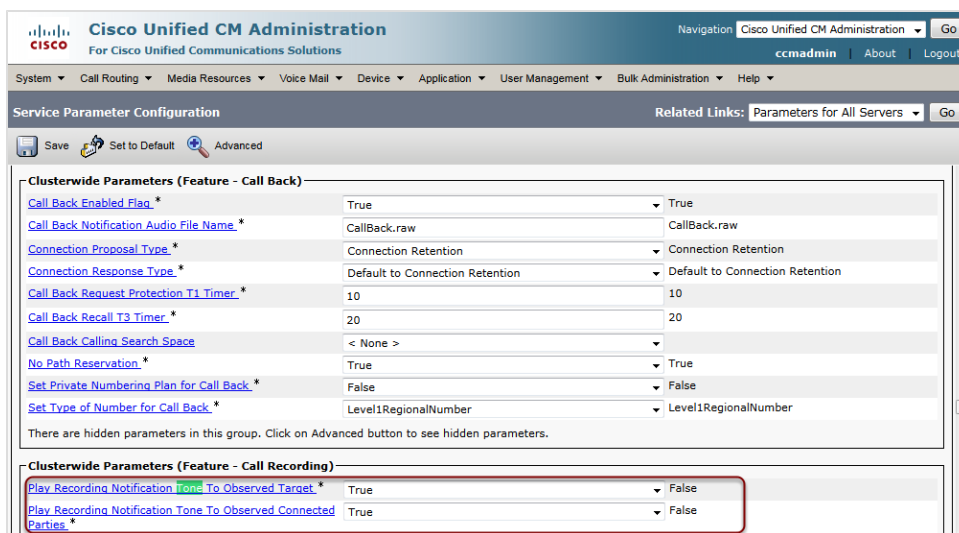 cisco
Cisco Unified CM Administration
For Cisco Unified Communications Solutions
Navigation Cisco Unified CM Administration Go
ccmadmin | About | Logout
System Call Routing Media Resources Voice Mail Device Application User Management Bulk Administration Help
Service Parameter Configuration Related Links: Parameters for All Servers Go
Save Set to Default Advanced
Clusterwide Parameters (Feature - Call Back)
Call Back Enabled Flag * True True
Call Back Notification Audio File Name * CallBack.raw CallBack.raw
Connection Proposal Type * Connection Retention Connection Retention
Connection Response Type * Default to Connection Retention Default to Connection Retention
Call Back Request Protection T1 Timer * 10 10
Call Back Recall T3 Timer * 20 20
Call Back Calling Search Space < None >
No Path Reservation * True True
Set Private Numbering Plan for Call Back * False False
Set Type of Number for Call Back * Level1RegionalNumber Level1RegionalNumber
There are hidden parameters in this group. Click on Advanced button to see hidden parameters.
Clusterwide Parameters (Feature - Call Recording)
Play Recording Notification Tone To Observed Target * True False
Play Recording Notification Tone To Observed Connected True False
Parties *